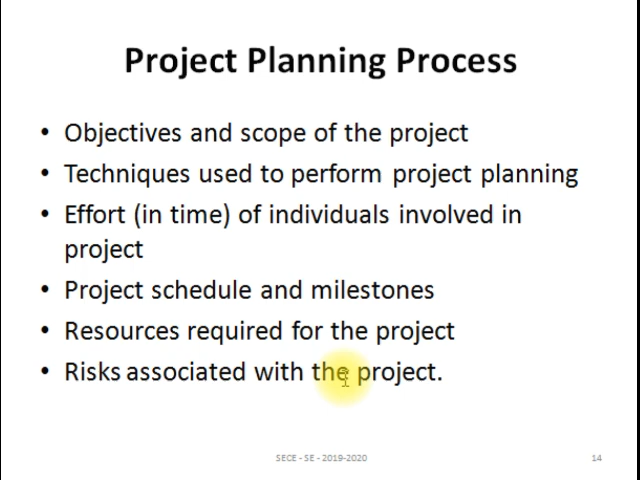 Project Planning Process
• Objectives and scope of the project
• Techniques used to perform project planning
• Effort (in time) of individuals involved in
project
• Project schedule and milestones
• Resources required for the project
• Risks associated with the project.
SECE - SE - 2019-2020
14